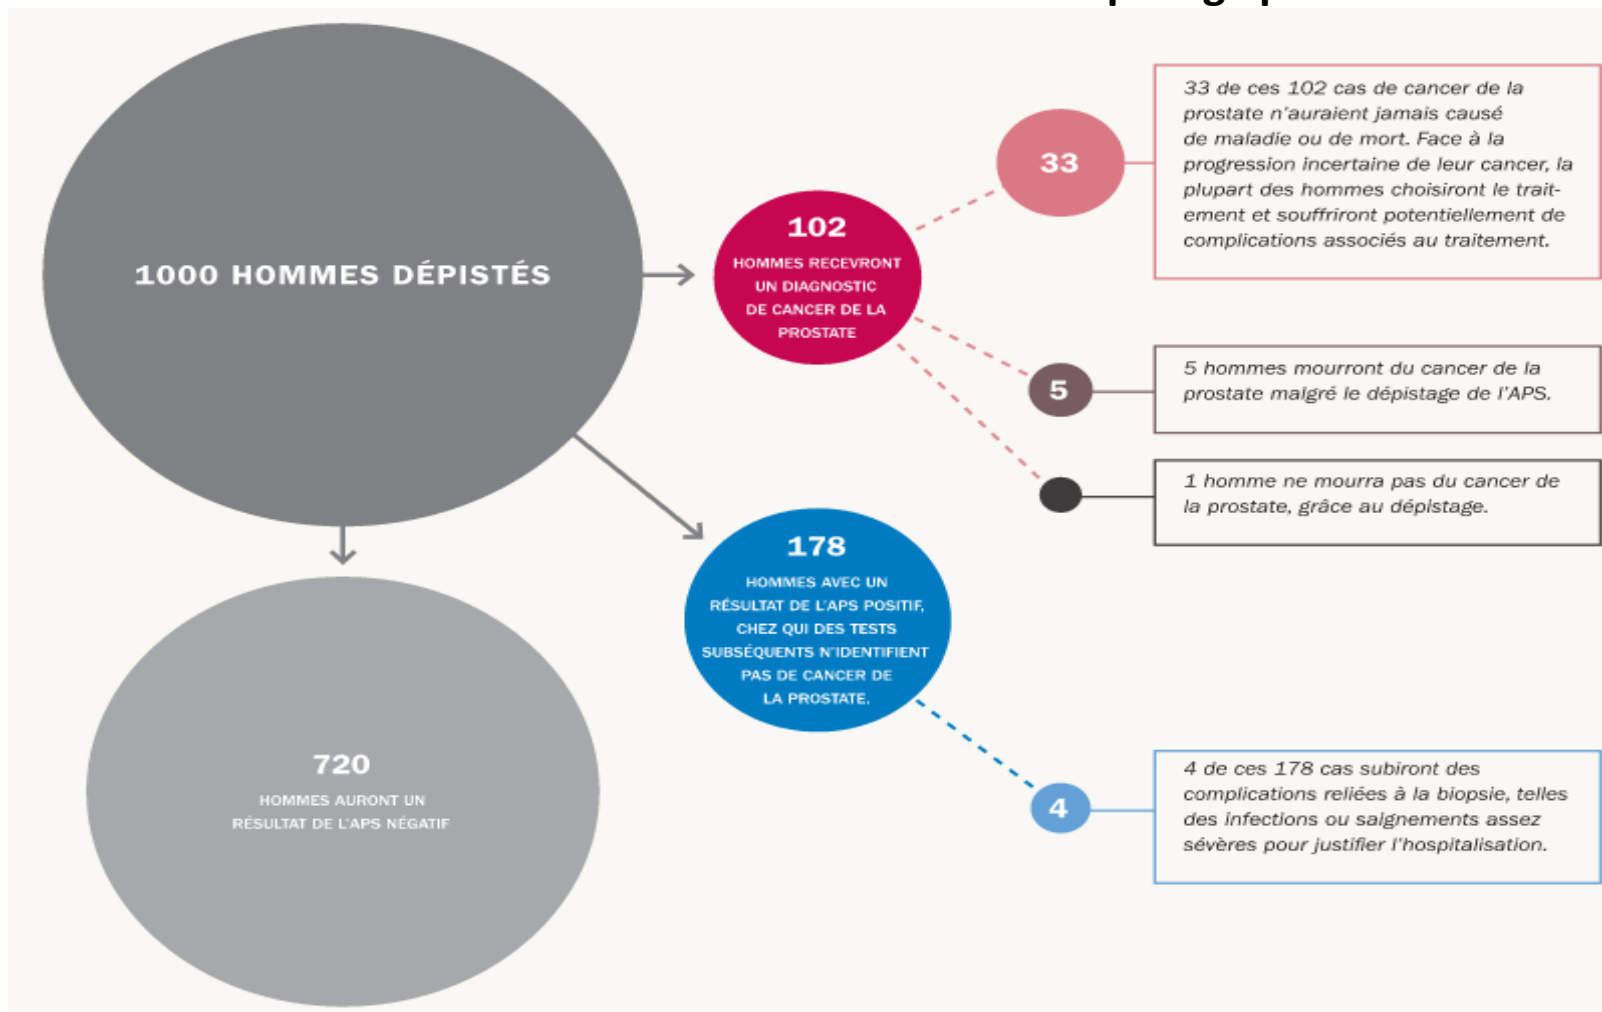 1000 HOMMES DÉPISTÉS
102
HOMMES RECEVRONT
UN DIAGNOSTIC
DE CANCER DE LA
PROSTATE
33
33 de ces 102 cas de cancer de la
prostate n'auraient jamais causé
de maladie ou de mort. Face à la
progression incertaine de leur cancer, la
plupart des hommes choisiront le trait-
ement et souffriront potentiellement de
complications associés au traitement.
5
5 hommes mourront du cancer de la
prostate malgré le dépistage de l'APS.
1 homme ne mourra pas du cancer de
la prostate, grâce au dépistage.
178
HOMMES AVEC UN
RÉSULTAT DE L'APS POSITIF,
CHEZ QUI DES TESTS
SUBSÉQUENTS N'IDENTIFIENT
PAS DE CANCER DE
LA PROSTATE.
4
4 de ces 178 cas subiront des
complications reliées à la biopsie, telles
des infections ou saignements assez
sévères pour justifier l'hospitalisation.
720
HOMMES AURONT UN
RÉSULTAT DE L'APS NÉGATIF